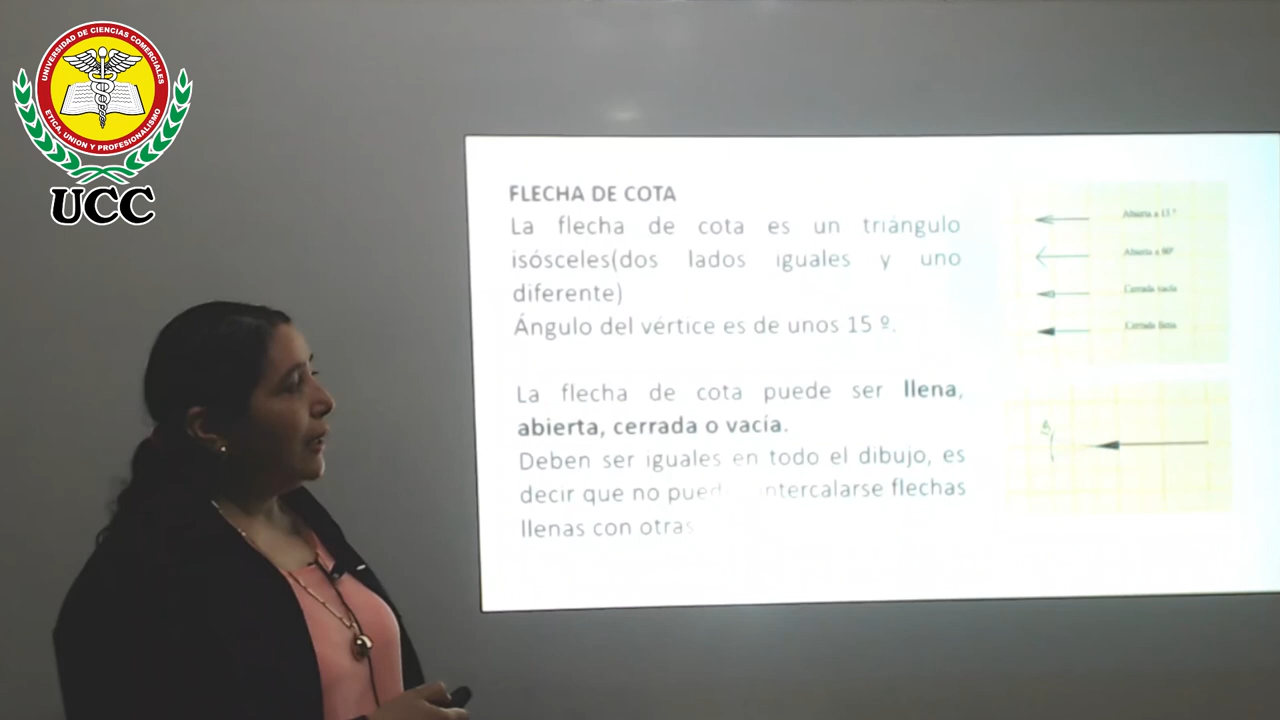 UNIVERSIDAD DE CIENCIAS COMERCIALES
ETICA, UNION Y PROFESIONALISMO
UCC
FLECHA DE COTA
La flecha de cota es un triángulo
isósceles(dos lados iguales y uno
diferente)
Ángulo del vértice es de unos 15 º.
La flecha de cota puede ser llena,
abierta, cerrada o vacía.
Deben ser iguales en todo el dibujo, es
decir que no intercalarse flechas
llenas con otras
Abierta a 90º
Cerrada vacía
Cerrada llena